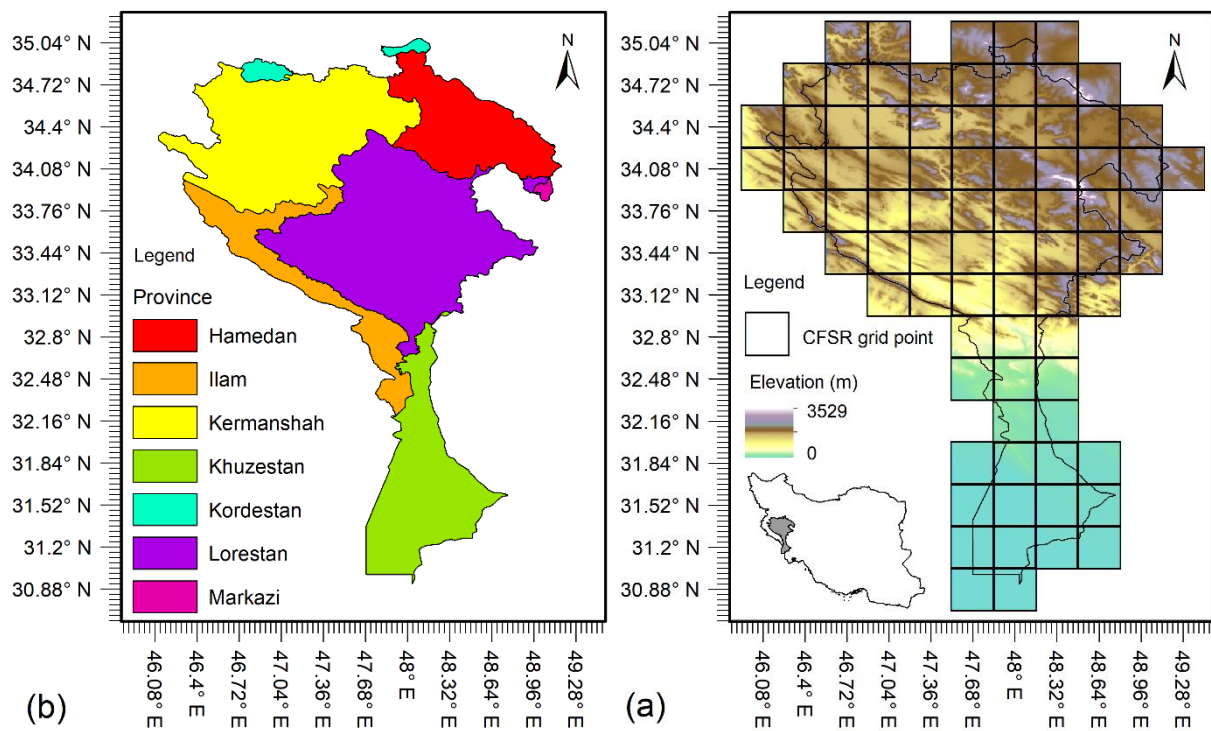 35.04° N
34.72 N
34.4° N
34.08° N
33.76° N
33.44° N
33.12° N
32.8° N
32.48° N
32.16° N
31.84° N
31.52° N
31.2° N
30.88° N
N
Legend
Province
Hamedan
Ilam
Kermanshah
Khuzestan
Kordestan
Lorestan
Markazi
46.08° E
46.4° E
46.72° E
47.04° E
47.36° E
47.68° E
48° E
48.32° E
48.64° E
48.96° E
49.28° E
(b)
35.04° N
34.72 N
34.4° N
34.08° N
33.76° N
33.44° N
33.12° N
32.8° N
32.48° N
32.16° N
31.84° N
31.52° N
31.2° N
30.88° N
N
Legend
CFSR grid point
Elevation (m)
3529
0
46.08° E
46.4° E
46.72° E
47.04° E
47.36° E
47.68° E
48° E
48.32° E
48.64° E
48.96° E
49.28° E
(a)